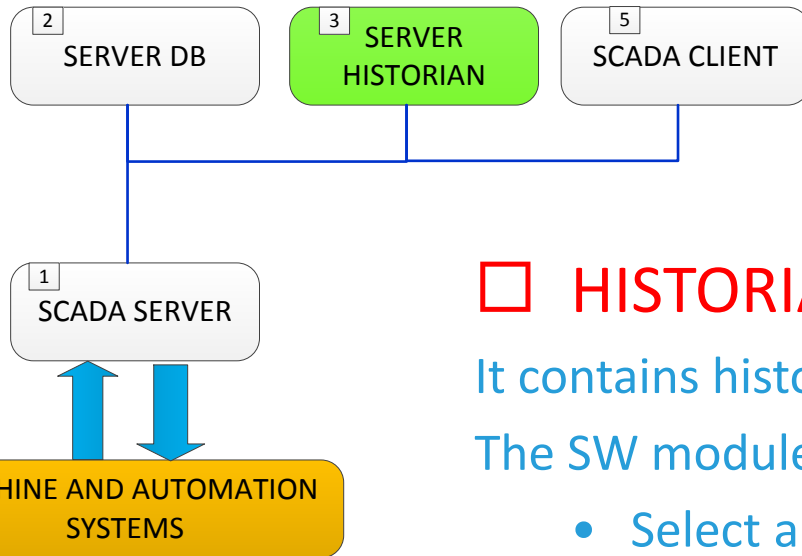 2
SERVER DB
3
SERVER
HISTORIAN
5
SCADA CLIENT
1
SCADA SERVER
HINE AND AUTOMATION
SYSTEMS
☐ HISTORIA
It contains histo
The SW module
• Select a